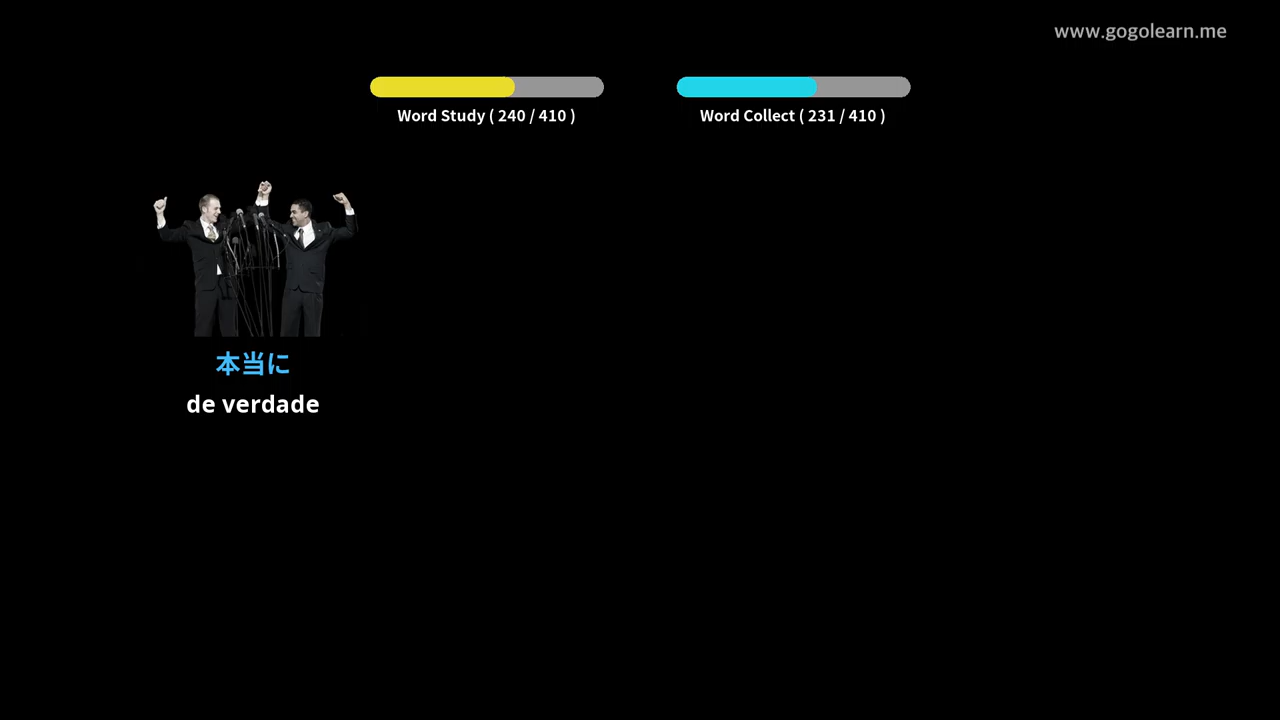 www.gogolearn.me
Word Study ( 240 / 410 )
Word Collect ( 231 / 410 )
本当に
de verdade